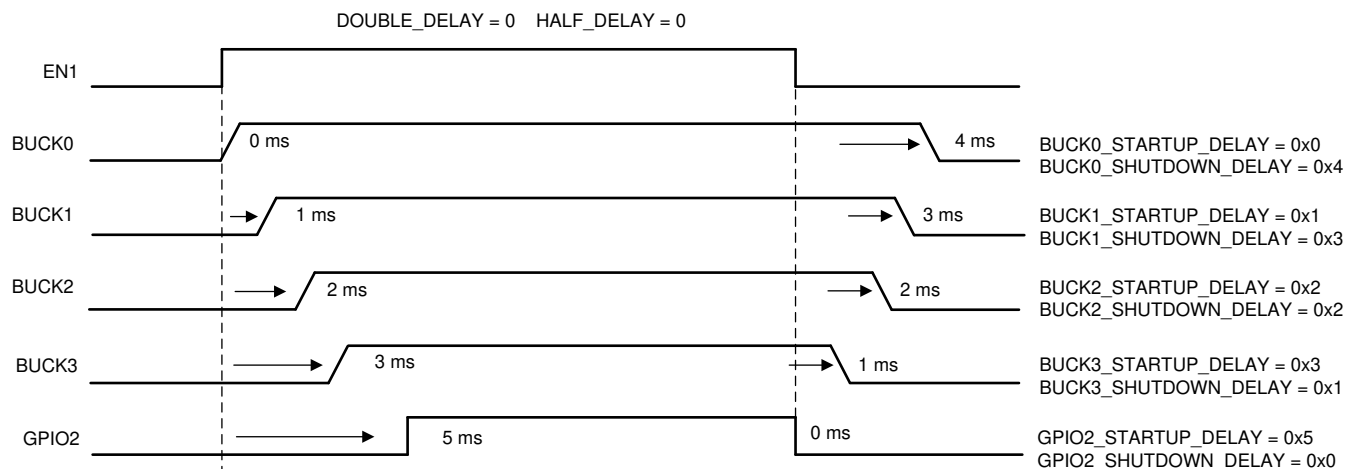 DOUBLE_DELAY = 0 HALF_DELAY = 0
EN1
BUCK0
0 ms
4 ms
BUCK0_STARTUP_DELAY = 0x0
BUCK0_SHUTDOWN_DELAY = 0x4
BUCK1
1 ms
3 ms
BUCK1_STARTUP_DELAY = 0x1
BUCK1_SHUTDOWN_DELAY = 0x3
BUCK2
2 ms
2 ms
BUCK2_STARTUP_DELAY = 0x2
BUCK2_SHUTDOWN_DELAY = 0x2
BUCK3
3 ms
1 ms
BUCK3_STARTUP_DELAY = 0x3
BUCK3_SHUTDOWN_DELAY = 0x1
GPIO2
5 ms
0 ms
GPIO2_STARTUP_DELAY = 0x5
GPIO2_SHUTDOWN_DELAY = 0x0